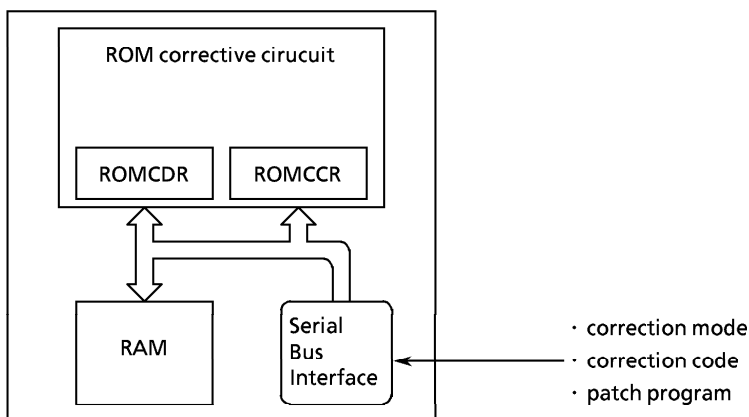 ROM corrective cirucuit
ROMCDR
ROMCCR
RAM
Serial
Bus
Interface
· correction mode
· correction code
· patch program